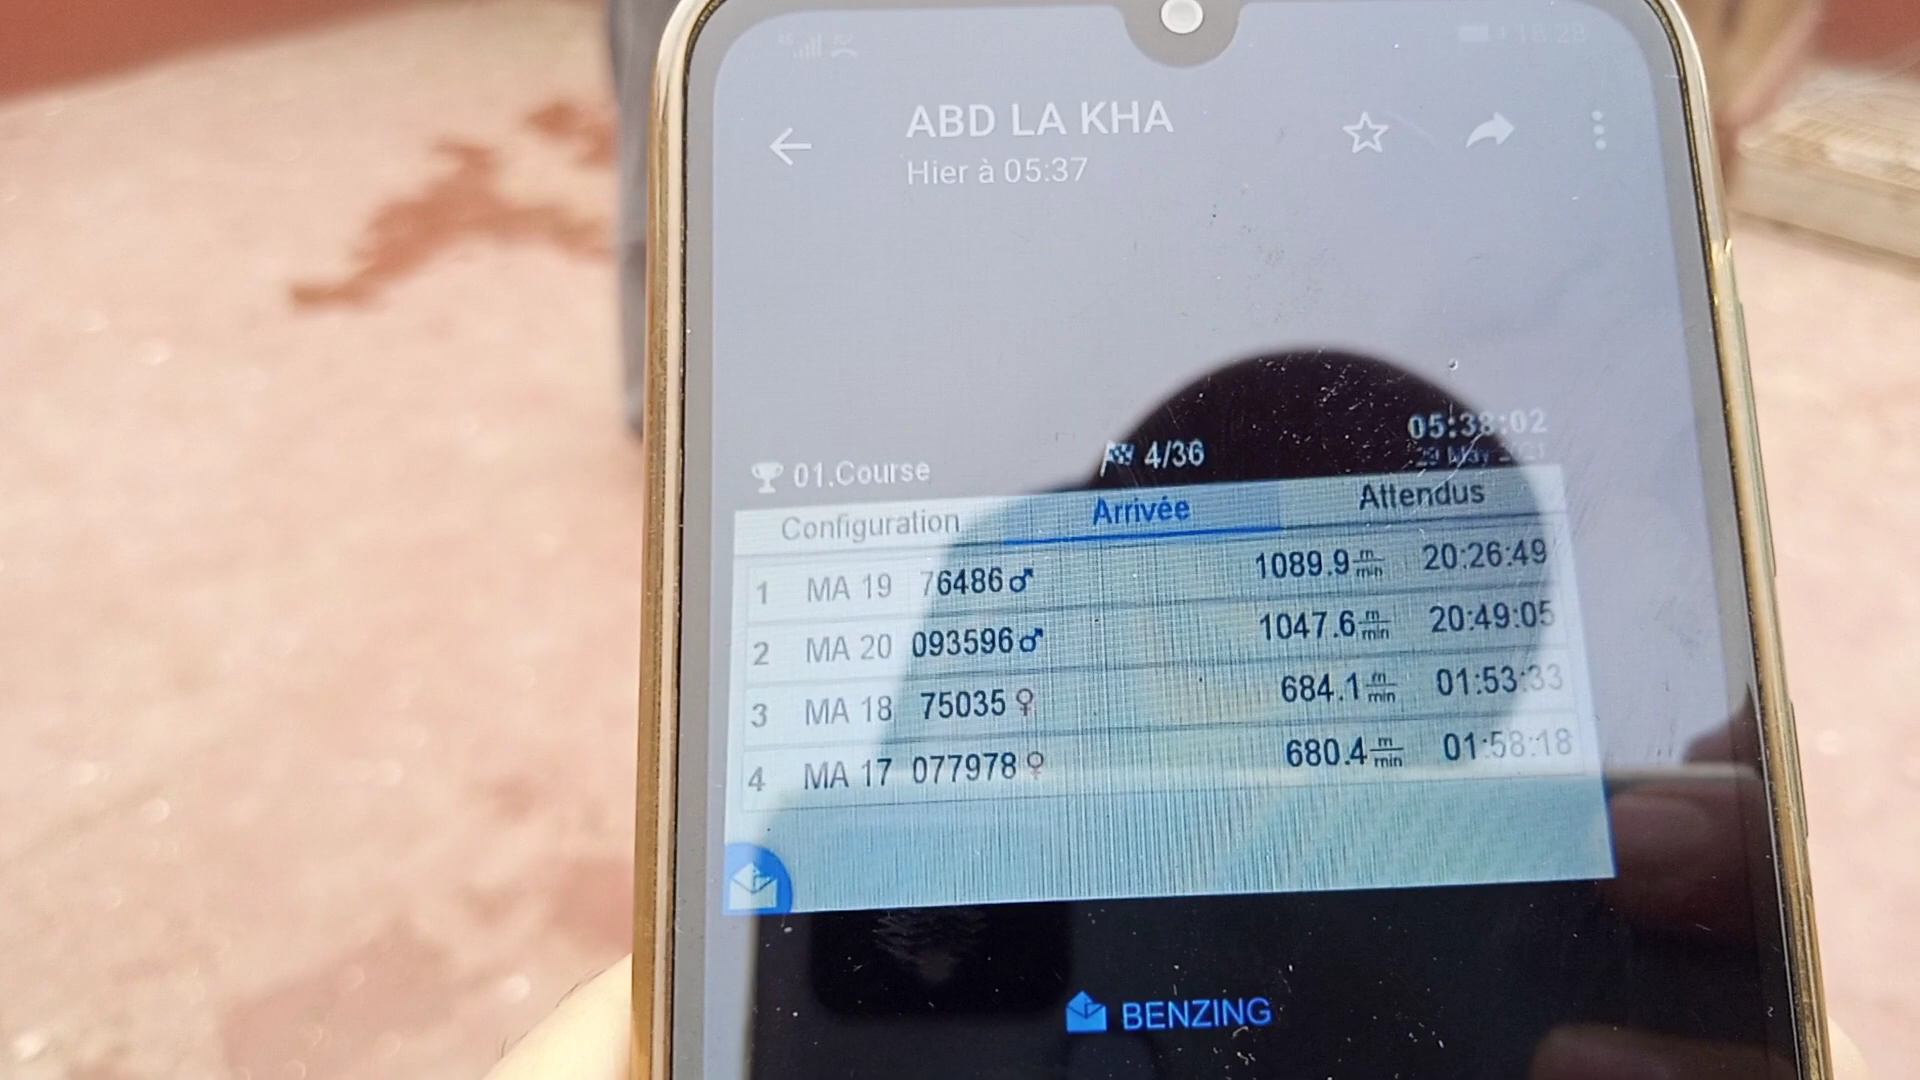 ABD LA KHA
Hier à 05:37
05:38:02
01.Course 4/36
Configuration Arrivée Attendus
1 MA 19 76486♂ 1089.9 m/min 20:26:49
2 MA 20 093596♂ 1047.6 m/min 20:49:05
3 MA 18 75035♀ 684.1 m/min 01:53:33
4 MA 17 077978♀ 680.4 m/min 01:58:18
BENZING